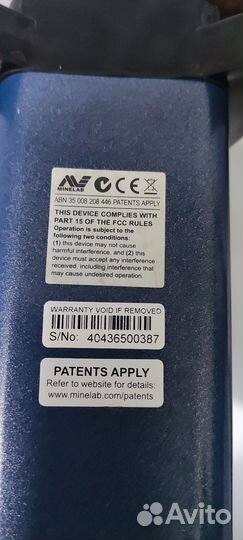 MINELAB
CE
ABN 35 008 208 446 PATENTS APPLY
THIS DEVICE COMPLIES WITH
PART 15 OF THE FCC RULES
Operation is subject to the
following two conditions:
(1) this device may not cause
harmful interference, and (2) this
device must accept any interference
received, including interference that
may cause undesired operation.
WARRANTY VOID IF REMOVED
S/No: 40436500387
PATENTS APPLY
Refer to website for details:
www.minelab.com/patents
Avito